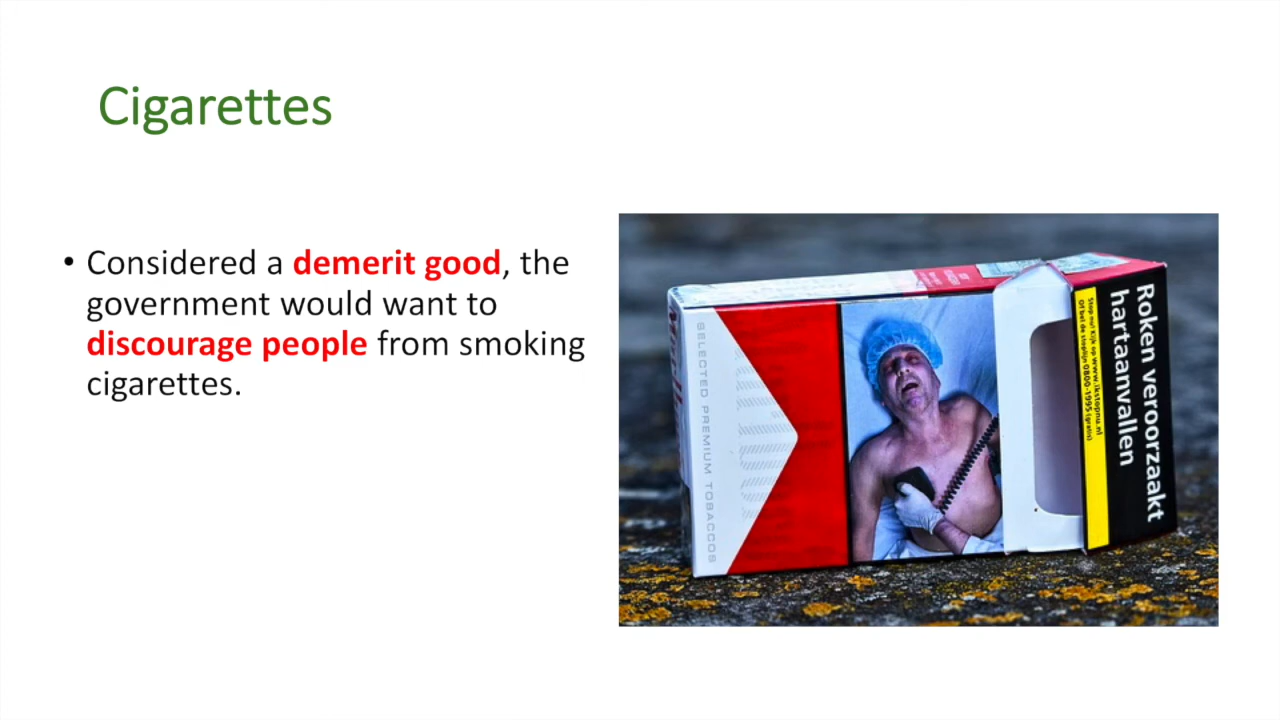 Cigarettes
• Considered a demerit good, the
government would want to
discourage people from smoking
cigarettes.
SELECTED PREMIUM TOBACCOS
Roken veroorzaakt
hartaanvallen
Stop nu! Kijk op www.ikstopnu.nl
Of bel de stoplijn 0800-1995 (gratis)